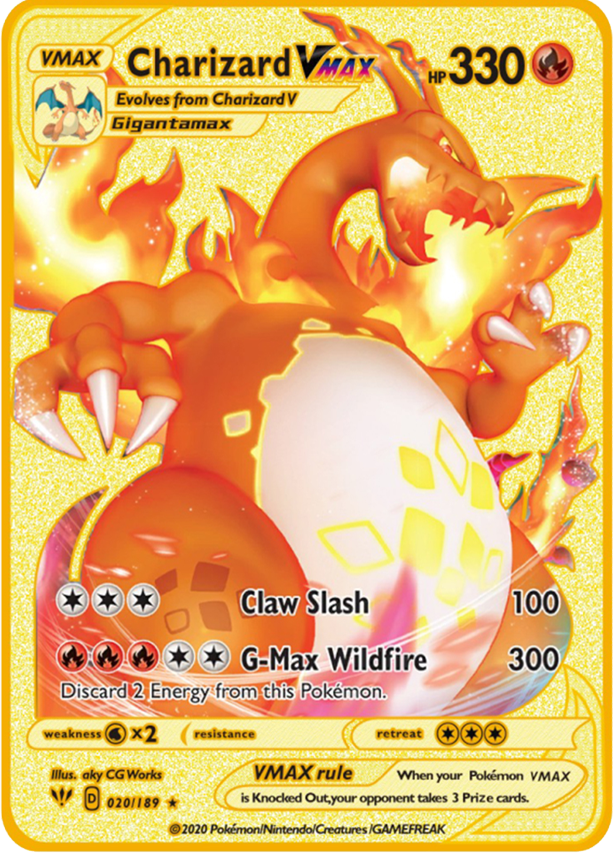 VMAX
Charizard VMAX HP 330
Evolves from Charizard V
Gigantamax
Claw Slash 100
G-Max Wildfire 300
Discard 2 Energy from this Pokémon.
weakness x2 resistance retreat
Illus. aky CG Works
VMAX rule When your Pokémon VMAX
is Knocked Out,your opponent takes 3 Prize cards.
D 020/189 ★
©2020 Pokémon/Nintendo/Creatures /GAMEFREAK